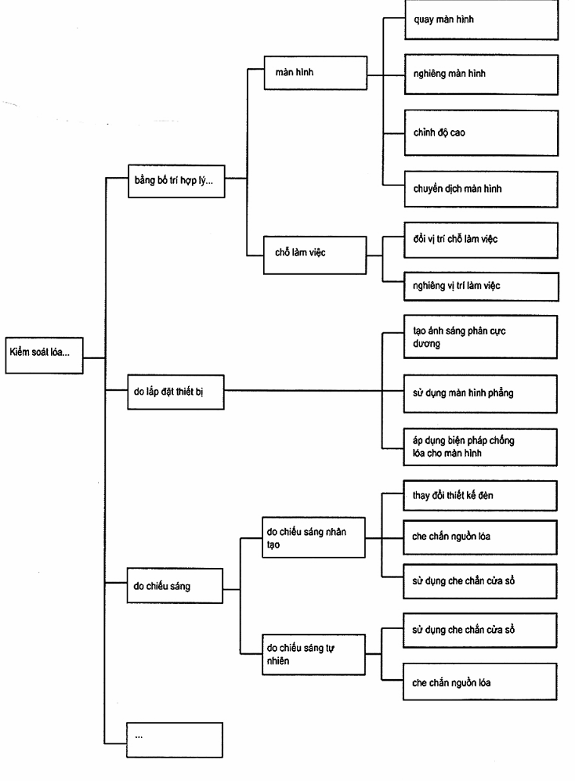 Kiểm soát lóa...
bằng bố trí hợp lý...
màn hình
quay màn hình
nghiêng màn hình
chỉnh độ cao
chuyển dịch màn hình
chỗ làm việc
đổi vị trí chỗ làm việc
nghiêng vị trí làm việc
do lắp đặt thiết bị
tạo ánh sáng phân cực
dương
sử dụng màn hình phẳng
áp dụng biện pháp chống
lóa cho màn hình
do chiếu sáng
do chiếu sáng nhân
tạo
thay đổi thiết kế đèn
che chắn nguồn lóa
sử dụng che chắn cửa sổ
do chiếu sáng tự
nhiên
sử dụng che chắn cửa sổ
che chắn nguồn lóa
...